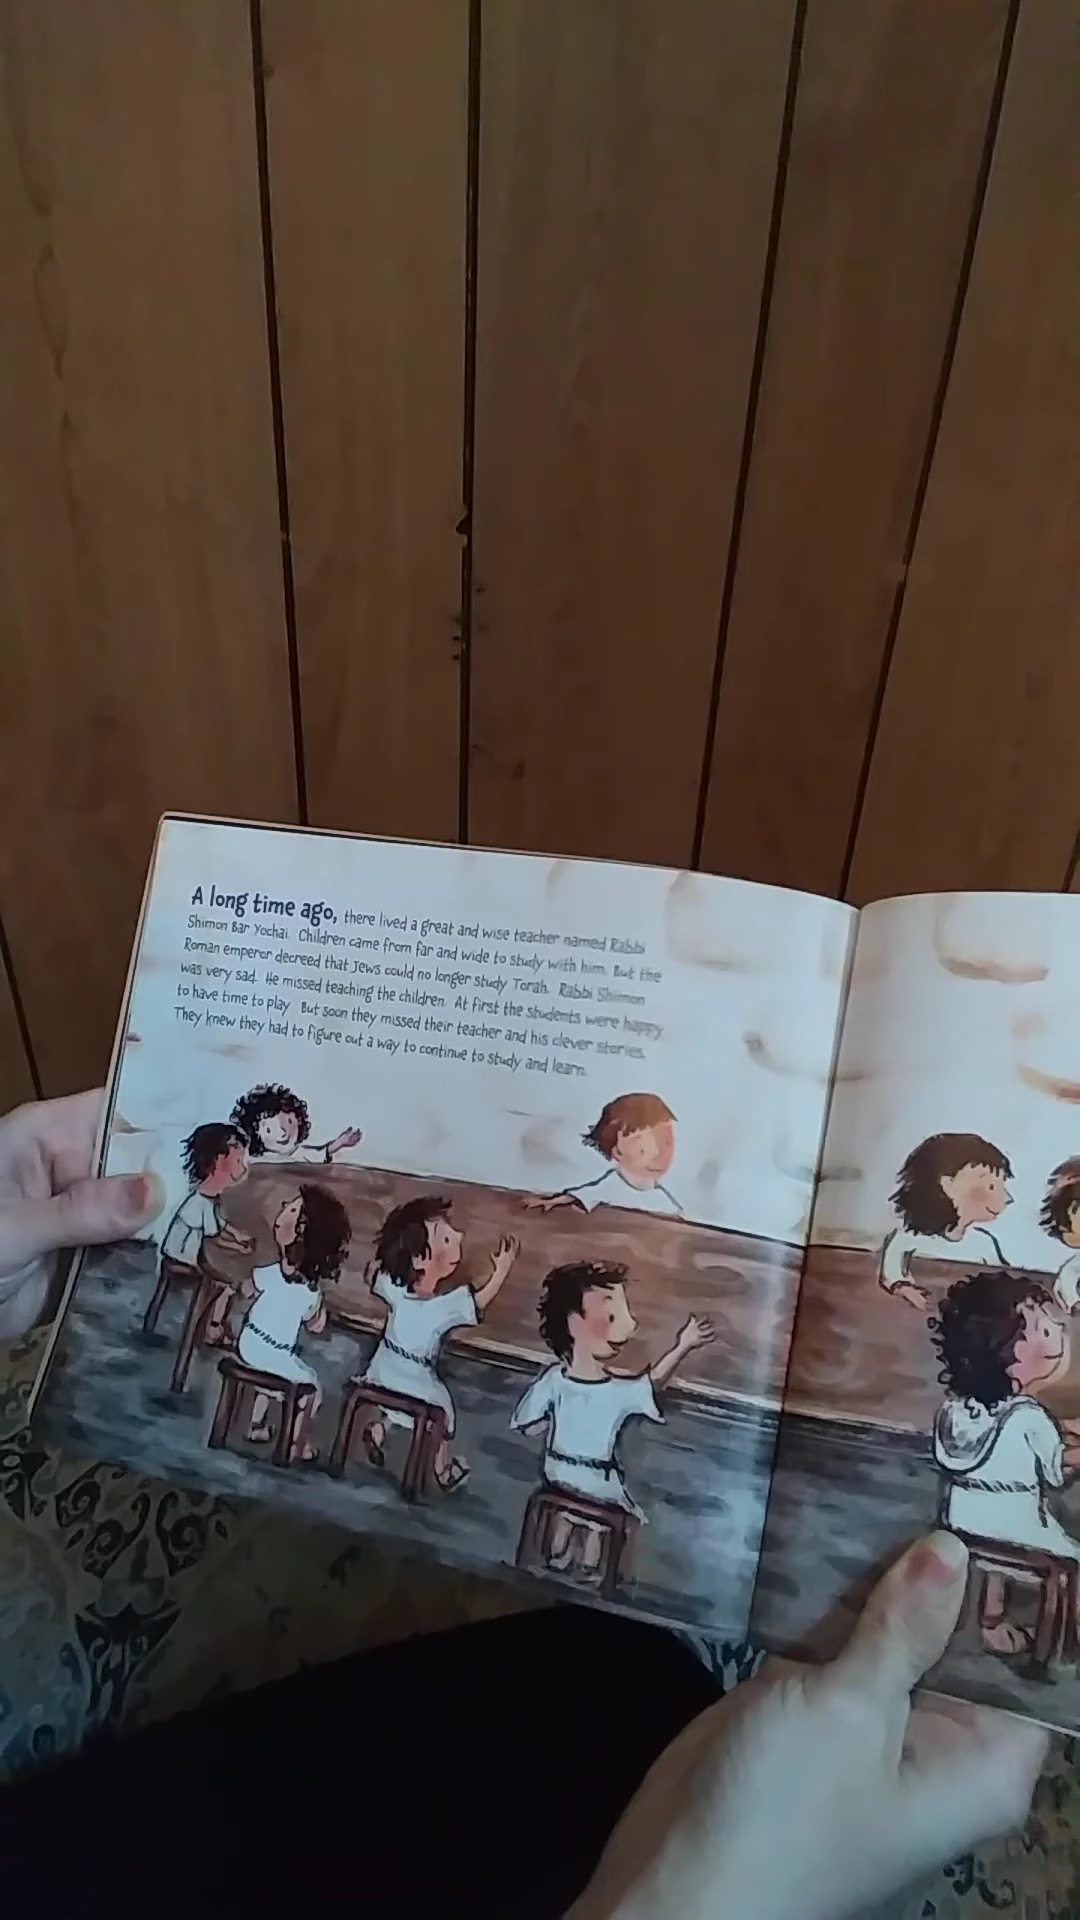 A long time ago, there lived a great and wise teacher named Rabbi
Shimon Bar Yochai. Children came from far and wide to study with him. But the
Roman emperor decreed that Jews could no longer study Torah. Rabbi Shimon
was very sad. He missed teaching the children. At first the students were happy
to have time to play. But soon they missed their teacher and his clever stories.
They knew they had to figure out a way to continue to study and learn.